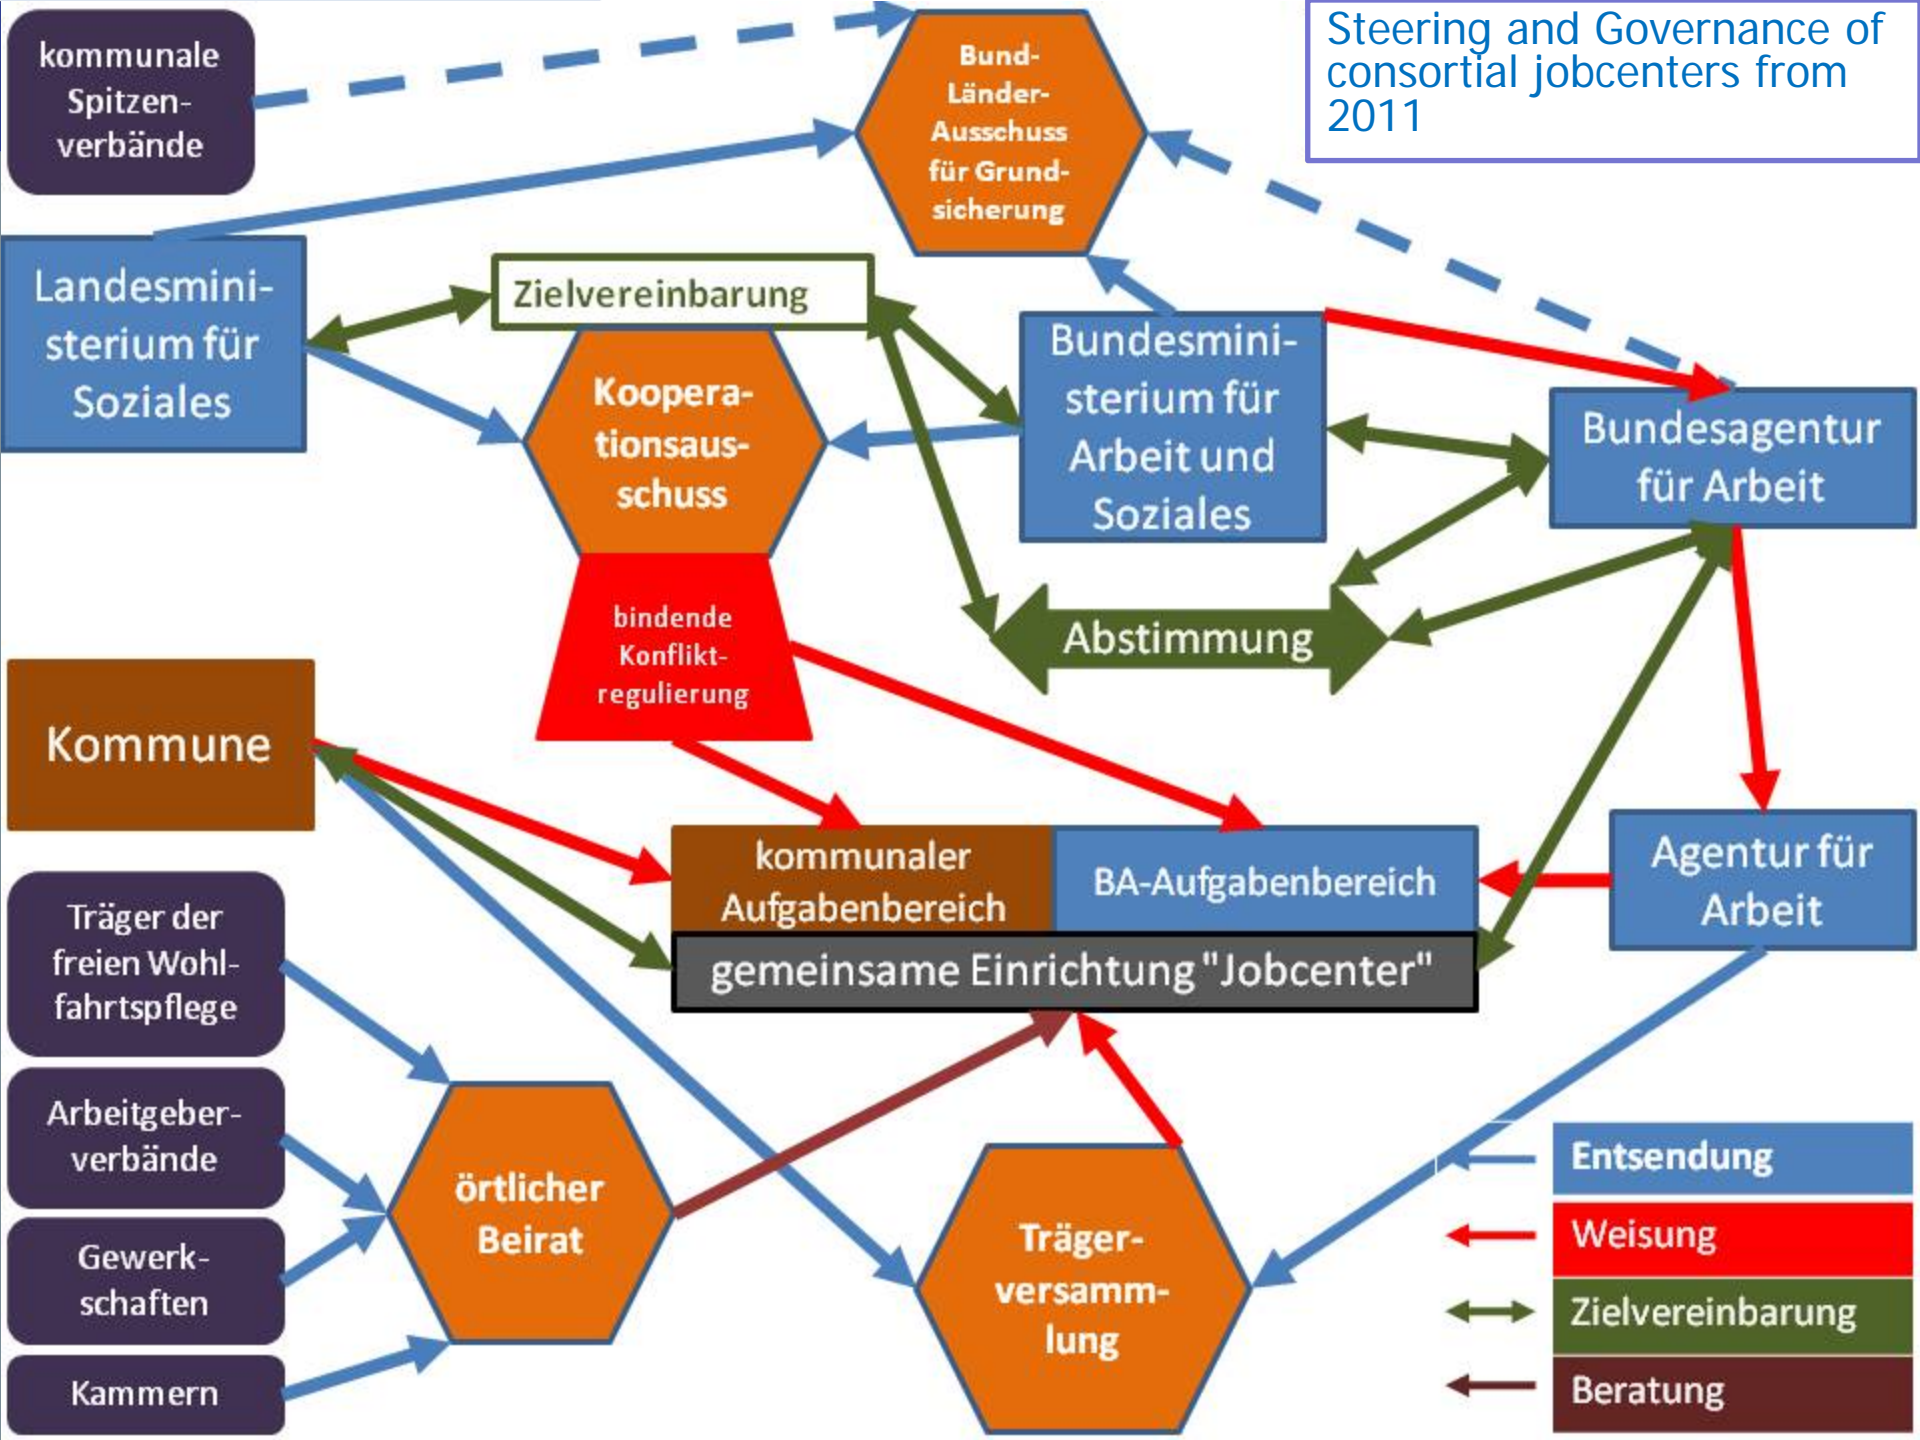 kommunale
Spitzen-
verbände
Bund-
Länder-
Ausschuss
für Grund-
sicherung
Steering and Governance of
consortial jobcenters from
2011
Landesmini-
sterium für
Soziales
Zielvereinbarung
Koopera-
tionsaus-
schuss
Bundesmini-
sterium für
Arbeit und
Soziales
Bundesagentur
für Arbeit
bindende
Konflikt-
regulierung
Abstimmung
Kommune
kommunaler
Aufgabenbereich
BA-Aufgabenbereich
gemeinsame Einrichtung "Jobcenter"
Agentur für
Arbeit
Träger der
freien Wohl-
fahrtspflege
Arbeitgeber-
verbände
Gewerk-
schaften
Kammern
örtlicher
Beirat
Träger-
versamm-
lung
Entsendung
Weisung
Zielvereinbarung
Beratung